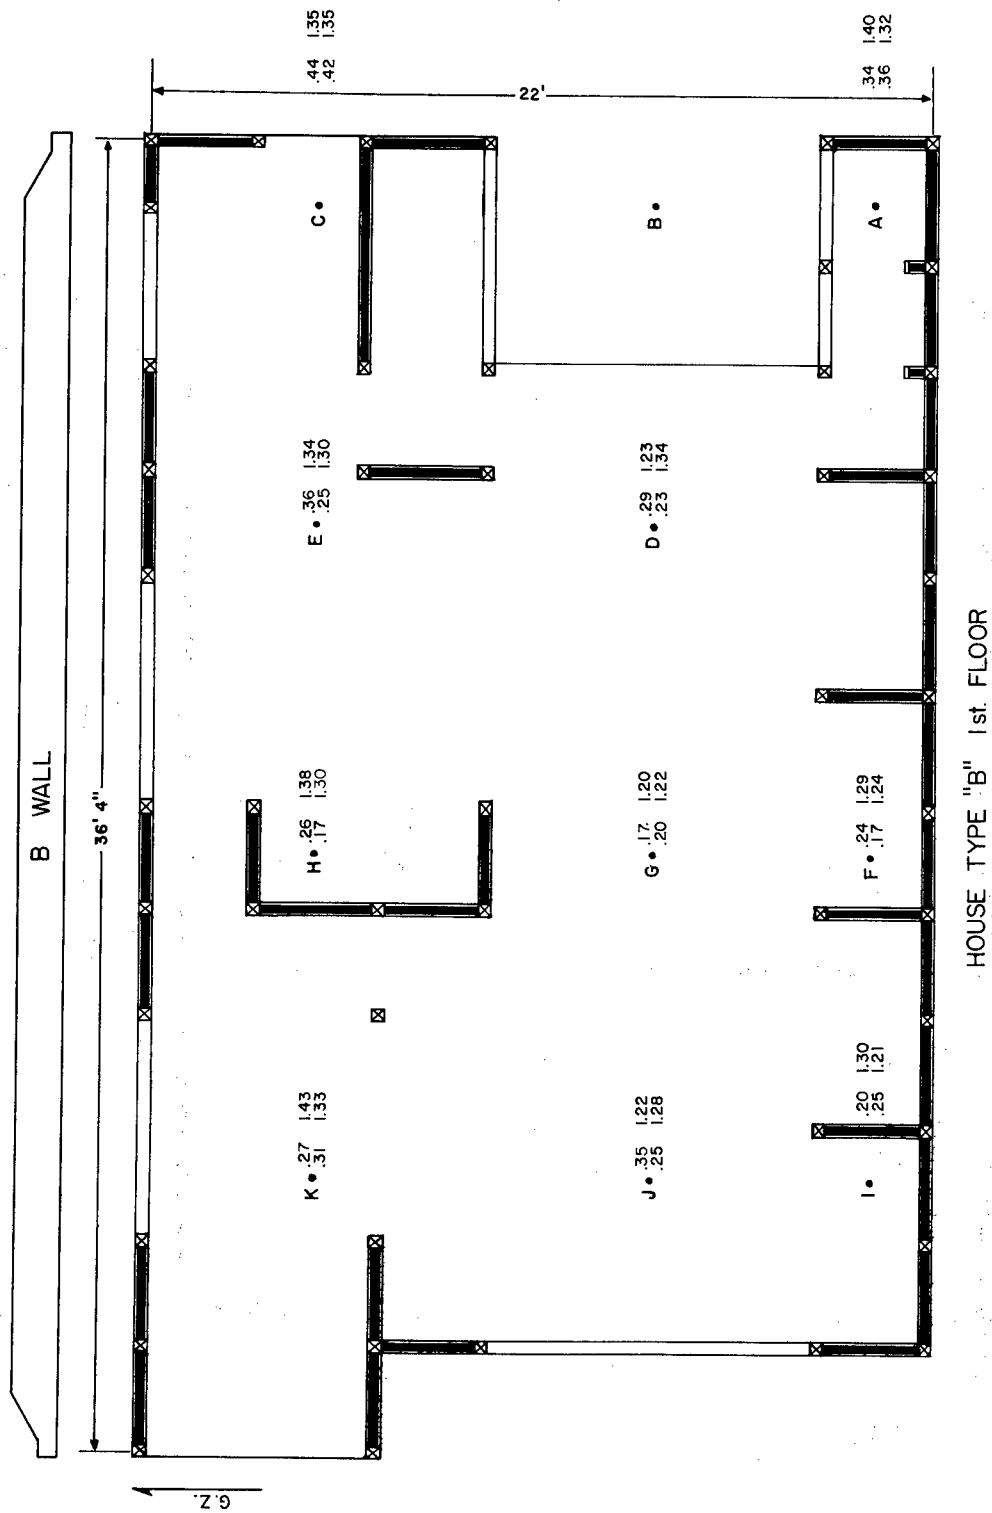 B WALL
36' 4"
22'
G.Z.
.44 1.35
.42 1.35
.34 1.40
.36 1.32
C
B
A
E .36 1.34
.25 1.30
D .29 1.23
.23 1.34
H .26 1.38
.17 1.30
G .17 1.20
.20 1.22
F .24 1.29
.17 1.24
K .27 1.43
.31 1.33
J .35 1.22
.25 1.28
I .20 1.30
.25 1.21
HOUSE TYPE "B" 1st. FLOOR